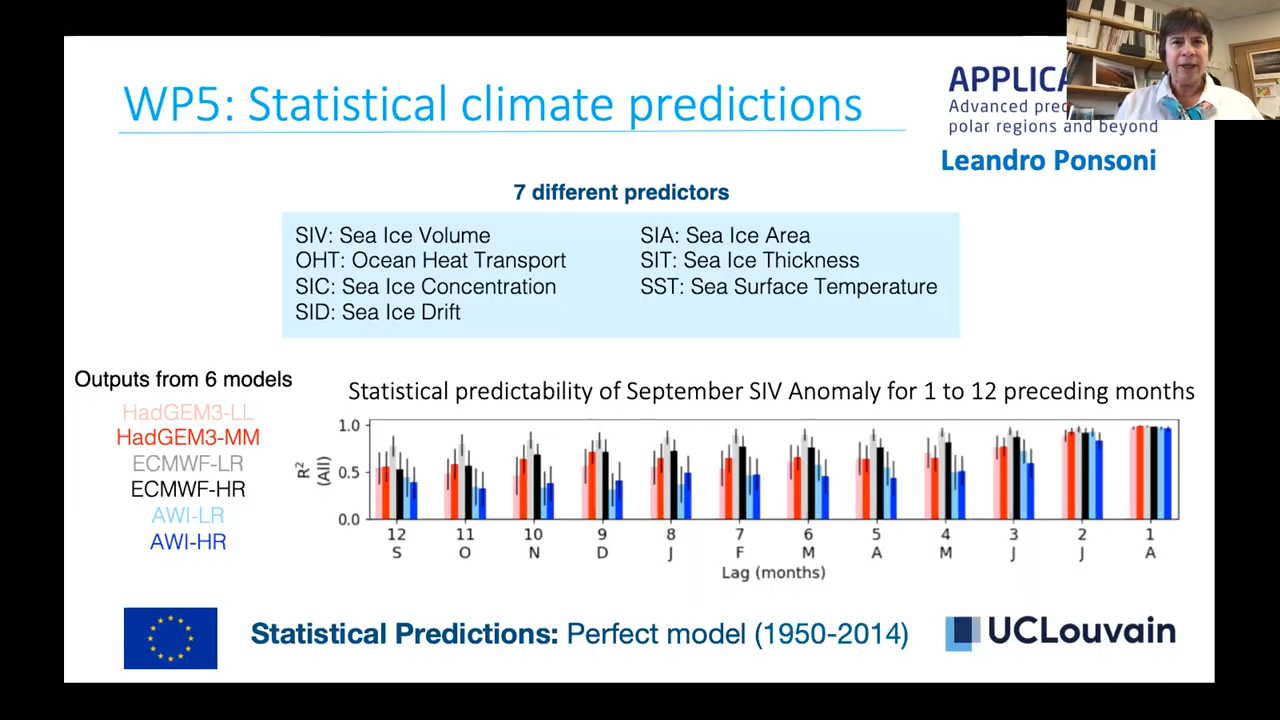 WP5: Statistical climate predictions
APPLICA
Advanced pred
polar regions and beyond
Leandro Ponsoni
7 different predictors
SIV: Sea Ice Volume
OHT: Ocean Heat Transport
SIC: Sea Ice Concentration
SID: Sea Ice Drift
SIA: Sea Ice Area
SIT: Sea Ice Thickness
SST: Sea Surface Temperature
Outputs from 6 models
HadGEM3-LL
HadGEM3-MM
ECMWF-LR
ECMWF-HR
AWI-LR
AWI-HR
Statistical predictability of September SIV Anomaly for 1 to 12 preceding months
R²
(All)
1.0
0.5
0.0
12 11 10 9 8 7 6 5 4 3 2 1
S O N D J F M A M J J A
Lag (months)
Statistical Predictions: Perfect model (1950-2014)
UCLouvain